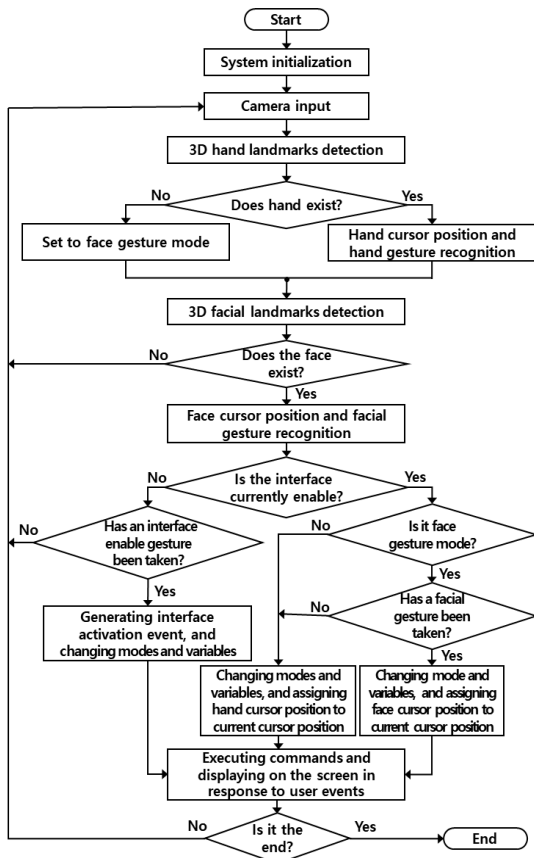 Start
System initialization
Camera input
3D hand landmarks detection
No
Does hand exist?
Yes
Set to face gesture mode
Hand cursor position and
hand gesture recognition
3D facial landmarks detection
No
Does the face
exist?
Yes
Face cursor position and facial
gesture recognition
No
Is the interface
currently enable?
Yes
No
Has an interface
enable gesture
been taken?
Yes
No
Is it face
gesture mode?
Yes
No
Has a facial
gesture been
taken?
Yes
Generating interface
activation event, and
changing modes and variables
Changing modes and
variables, and assigning
hand cursor position to
current cursor position
Changing mode and
variables, and assigning
face cursor position to
current cursor position
Executing commands and
displaying on the screen in
response to user events
No
Is it the
end?
Yes
End